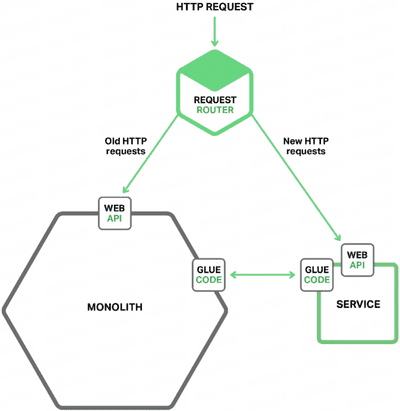 HTTP REQUEST
REQUEST
ROUTER
Old HTTP
requests
New HTTP
requests
WEB
API
WEB
API
GLUE
CODE
GLUE
CODE
MONOLITH
SERVICE